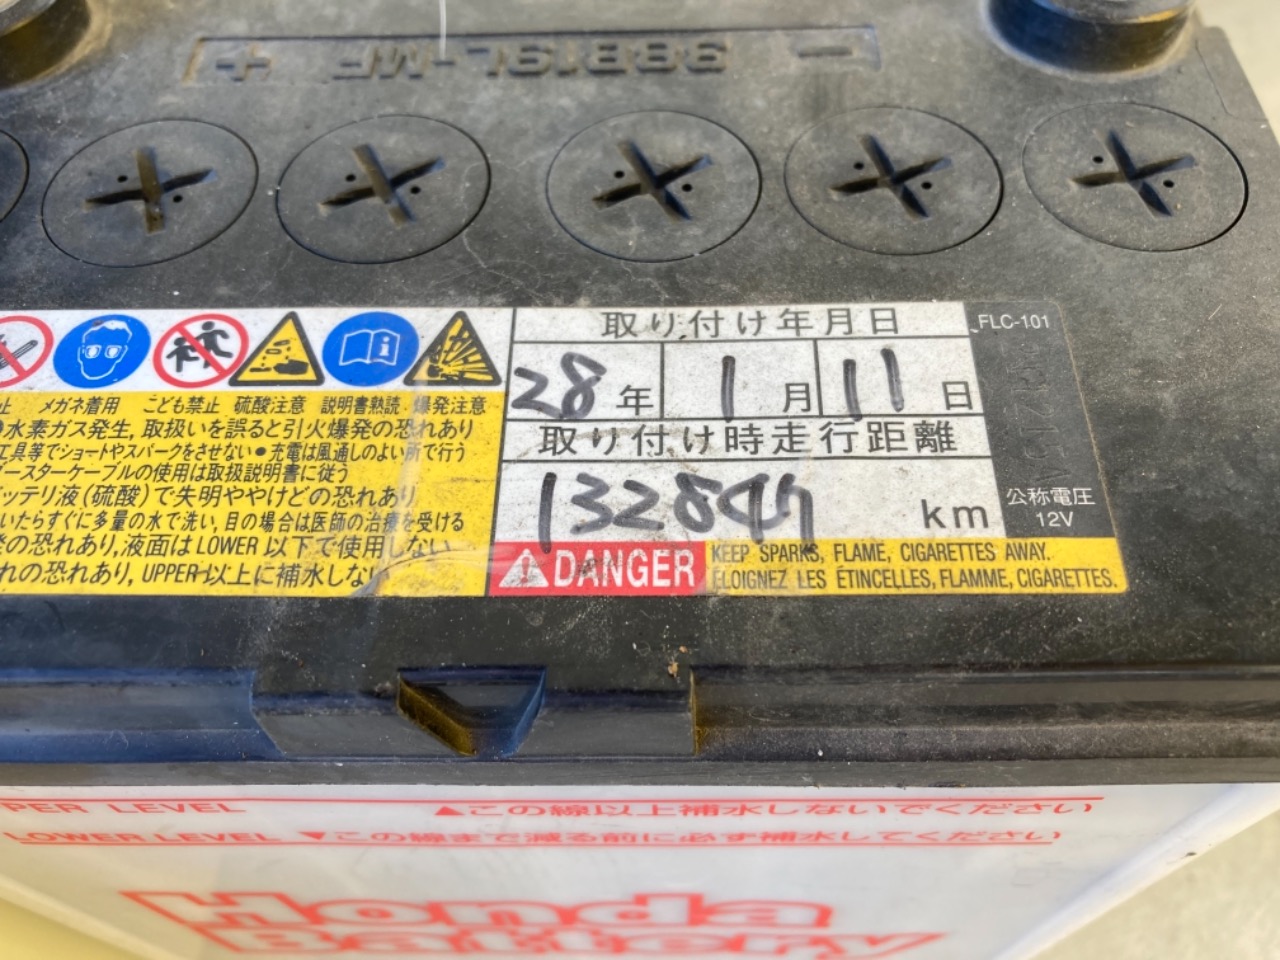 - 38B19L-MF +
メガネ着用 こども禁止 硫酸注意 説明書熟読 爆発注意
水素ガス発生,取扱いを誤ると引火爆発の恐れあり
工具等でショートやスパークをさせない●充電は風通しのよい所で行う
ブースターケーブルの使用は取扱説明書に従う
バッテリ液(硫酸)で失明ややけどの恐れあり
いたらすぐに多量の水で洗い,目の場合は医師の治療を受ける
の恐れあり,液面はLOWER以下で使用しない
れの恐れあり,UPPER以上に補水しない
取り付け年月日
28年 1月 11日
取り付け時走行距離
132847 km
FLC-101
公称電圧
12V
DANGER
KEEP SPARKS, FLAME, CIGARETTES AWAY.
ÉLOIGNEZ LES ÉTINCELLES, FLAMME, CIGARETTES.
PER LEVEL ▲この線以上補水しないでください
LOWER LEVEL ▼この線まで減る前に必ず補水してください
Honda
Battery